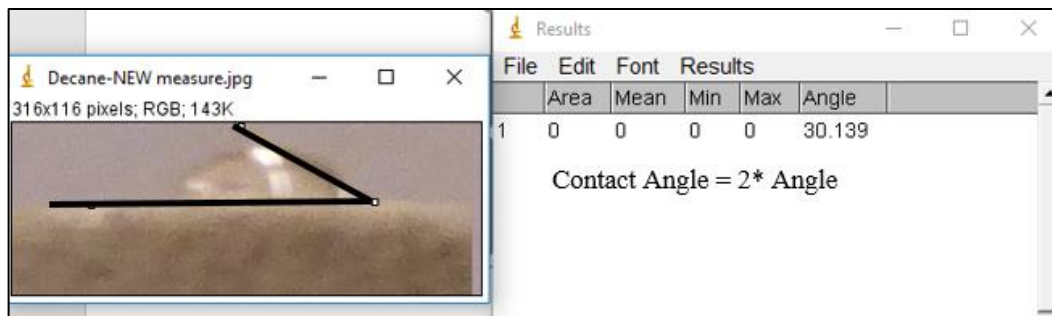 Decane-NEW measure.jpg
316x116 pixels; RGB; 143K
Results
File Edit Font Results
Area Mean Min Max Angle
1 0 0 0 0 30.139
Contact Angle = 2* Angle